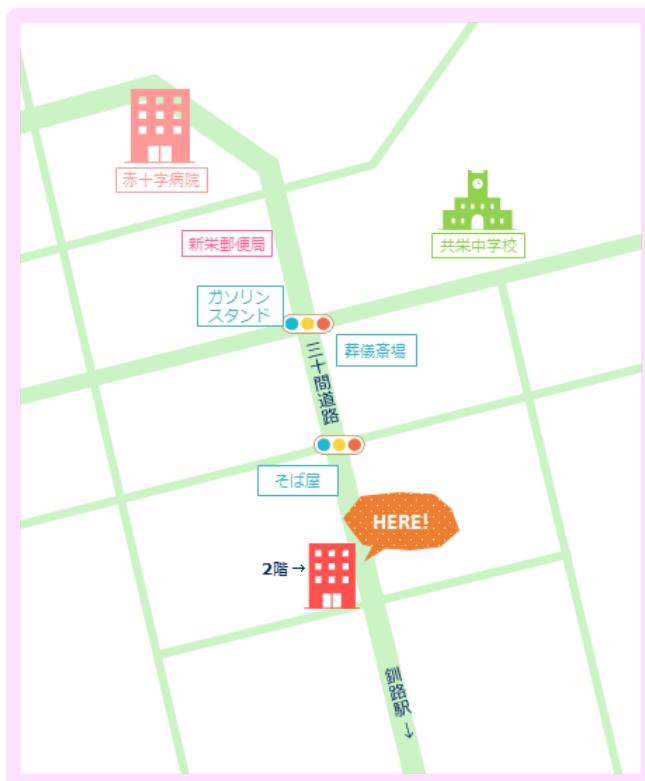 赤十字病院
共栄中学校
新栄郵便局
ガソリン
スタンド
葬儀斎場
三十間道路
そば屋
HERE!
2階→
釧路駅→